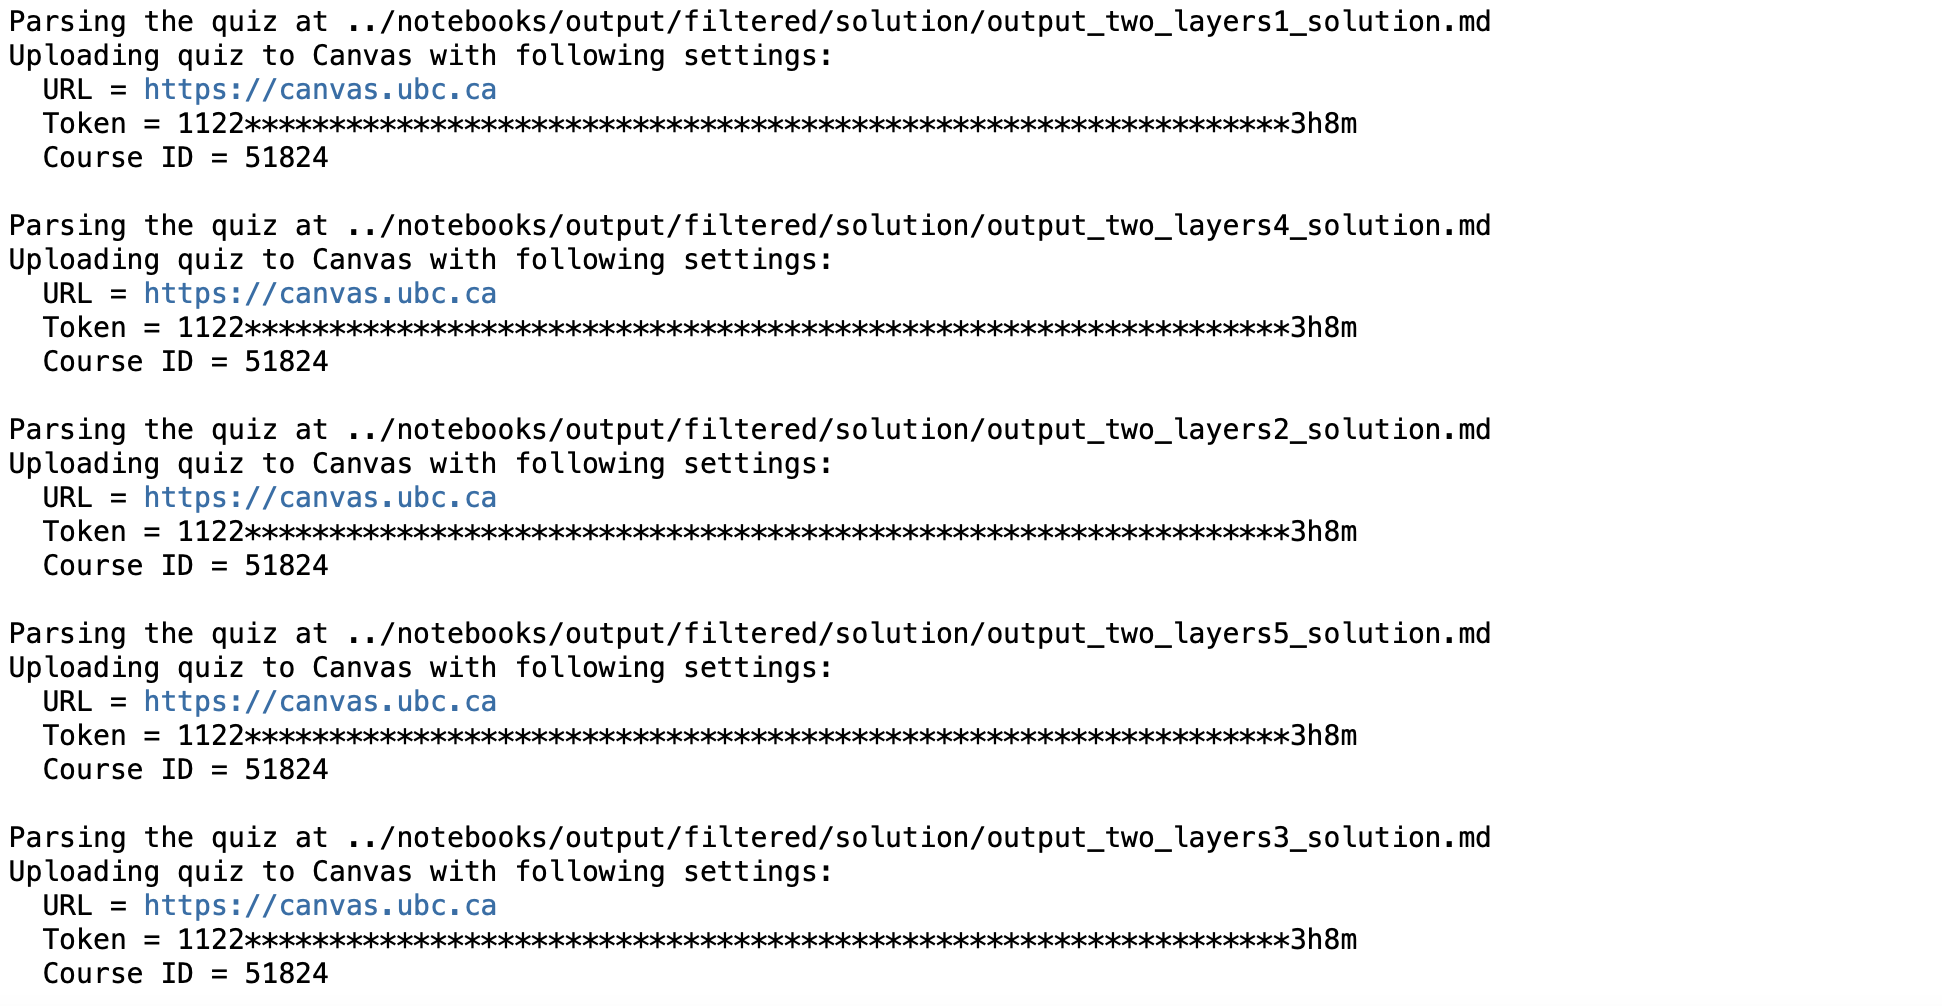 Parsing the quiz at ../notebooks/output/filtered/solution/output_two_layers1_solution.md
Uploading quiz to Canvas with following settings:
  URL = https://canvas.ubc.ca
  Token = 1122**************************************************************3h8m
  Course ID = 51824

Parsing the quiz at ../notebooks/output/filtered/solution/output_two_layers4_solution.md
Uploading quiz to Canvas with following settings:
  URL = https://canvas.ubc.ca
  Token = 1122**************************************************************3h8m
  Course ID = 51824

Parsing the quiz at ../notebooks/output/filtered/solution/output_two_layers2_solution.md
Uploading quiz to Canvas with following settings:
  URL = https://canvas.ubc.ca
  Token = 1122**************************************************************3h8m
  Course ID = 51824

Parsing the quiz at ../notebooks/output/filtered/solution/output_two_layers5_solution.md
Uploading quiz to Canvas with following settings:
  URL = https://canvas.ubc.ca
  Token = 1122**************************************************************3h8m
  Course ID = 51824

Parsing the quiz at ../notebooks/output/filtered/solution/output_two_layers3_solution.md
Uploading quiz to Canvas with following settings:
  URL = https://canvas.ubc.ca
  Token = 1122**************************************************************3h8m
  Course ID = 51824